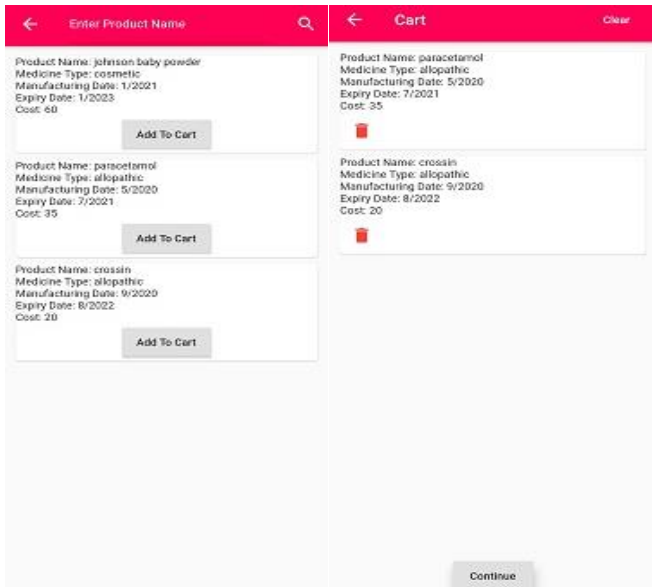 Enter Product Name
Product Name: johnson baby powder
Medicine Type: cosmetic
Manufacturing Date: 1/2021
Expiry Date: 1/2023
Cost: 60
Add To Cart
Product Name: paracetamol
Medicine Type: allopathic
Manufacturing Date: 5/2020
Expiry Date: 7/2021
Cost: 35
Add To Cart
Product Name: crossin
Medicine Type: allopathic
Manufacturing Date: 9/2020
Expiry Date: 8/2022
Cost: 20
Add To Cart
Cart
Clear
Product Name: paracetamol
Medicine Type: allopathic
Manufacturing Date: 5/2020
Expiry Date: 7/2021
Cost: 35
Product Name: crossin
Medicine Type: allopathic
Manufacturing Date: 9/2020
Expiry Date: 8/2022
Cost: 20
Continue